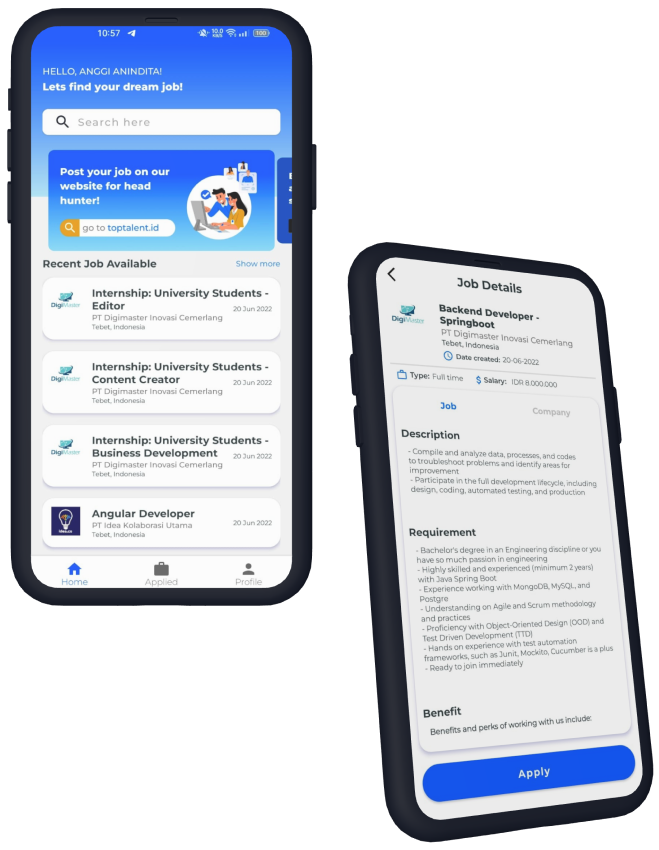 10:57
10.0
KB/S
100
HELLO, ANGGI ANINDITA!
Lets find your dream job!
Search here
Post your job on our
website for head
hunter!
go to toptalent.id
Recent Job Available
Show more
DigiMaster
Internship: University Students -
Editor
20 Jun 2022
PT Digimaster Inovasi Cemerlang
Tebet, Indonesia
DigiMaster
Internship: University Students -
Content Creator
20 Jun 2022
PT Digimaster Inovasi Cemerlang
Tebet, Indonesia
DigiMaster
Internship: University Students -
Business Development
20 Jun 2022
PT Digimaster Inovasi Cemerlang
Tebet, Indonesia
Angular Developer
PT Idea Kolaborasi Utama
20 Jun 2022
Tebet, Indonesia
Home
Applied
Profile
Job Details
DigiMaster
Backend Developer -
Springboot
PT Digimaster Inovasi Cemerlang
Tebet, Indonesia
Date created: 20-06-2022
Type: Full time
Salary: IDR 8.000.000
Job
Company
Description
- Compile and analyze data, processes, and codes
to troubleshoot problems and identify areas for
improvement
- Participate in the full development lifecycle, including
design, coding, automated testing, and production
Requirement
- Bachelor's degree in an Engineering discipline or you
have so much passion in engineering
- Highly skilled and experienced (minimum 2 years)
with Java Spring Boot
- Experience working with MongoDB, MySQL, and
Postgre
- Understanding on Agile and Scrum methodology
and practices
- Proficiency with Object-Oriented Design (OOD) and
Test Driven Development (TTD)
- Hands on experience with test automation
frameworks, such as Junit, Mockito, Cucumber is a plus
- Ready to join immediately
Benefit
Benefits and perks of working with us include:
Apply